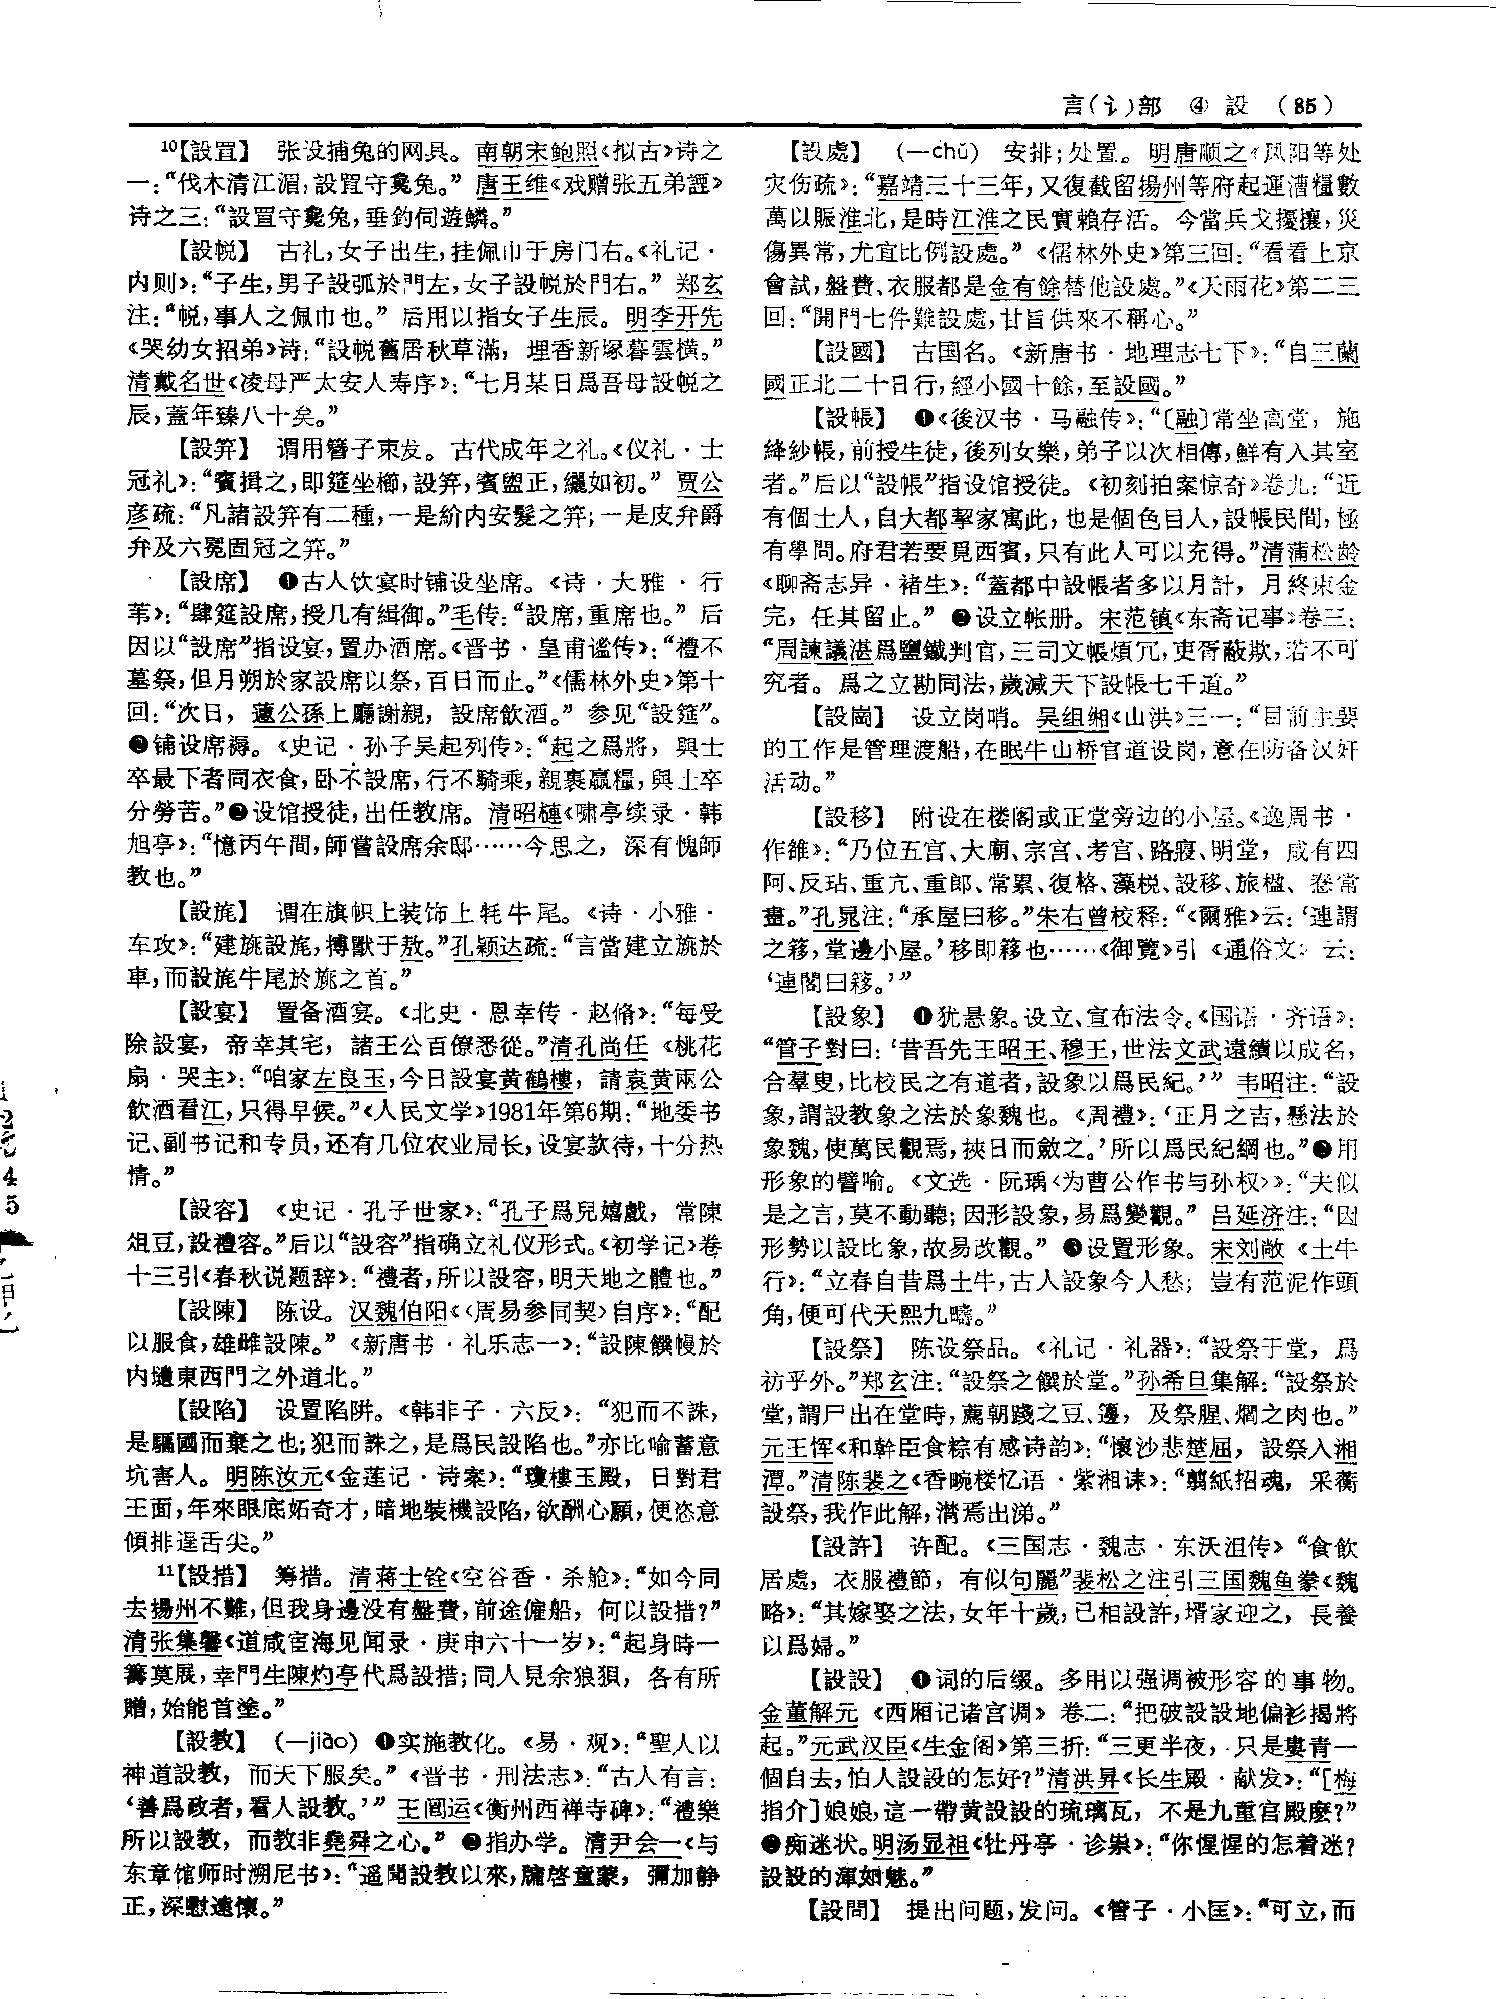 言(讠)部 ④ 設 (85)
¹⁰【設罝】 张设捕兔的网具。南朝宋鲍照《拟古》诗之
一：“伐木清江湄，設罝守毚兔。” 唐王维《戏赠张五弟諲》
诗之三：“設罝守毚兔，垂釣伺遊鱗。”
【設帨】 古礼，女子出生，挂佩巾于房门右。《礼记·
内则》：“子生，男子設弧於門左，女子設帨於門右。” 郑玄
注：“帨，事人之佩巾也。” 后用以指女子生辰。明李开先
《哭幼女招弟》诗：“設帨舊居秋草滿，埋香新塚暮雲横。”
清戴名世《凌母严太安人寿序》：“七月某日爲吾母設帨之
辰，蓋年臻八十矣。”
【設笄】 谓用簪子束发。古代成年之礼。《仪礼·士
冠礼》：“賓揖之，即筵坐櫛，設笄，賓盥正，纚如初。” 贾公
彦疏：“凡諸設笄有二種，一是紒内安髮之笄；一是皮弁爵
弁及六冕固冠之笄。”
【設席】 ❶古人饮宴时铺设坐席。《诗·大雅·行
苇》：“肆筵設席，授几有緝御。”毛传：“設席，重席也。” 后
因以“設席”指设宴，置办酒席。《晋书·皇甫谧传》：“禮不
墓祭，但月朔於家設席以祭，百日而止。”《儒林外史》第十
回：“次日，蘧公孫上廳謝親，設席飲酒。” 参见“設筵”。
❷铺设席褥。《史记·孙子吴起列传》：“起之爲將，與士
卒最下者同衣食，卧不設席，行不騎乘，親裹贏糧，與士卒
分勞苦。”❸设馆授徒，出任教席。清昭槤《啸亭续录·韩
旭亭》：“憶丙午間，師嘗設席余邸……今思之，深有愧師
教也。”
【設旄】 谓在旗帜上装饰上牦牛尾。《诗·小雅·
车攻》：“建旐設旄，搏獸于敖。”孔颖达疏：“言當建立旐於
車，而設旄牛尾於旐之首。”
【設宴】 置备酒宴。《北史·恩幸传·赵脩》：“每受
除設宴，帝幸其宅，諸王公百僚悉從。”清孔尚任《桃花
扇·哭主》：“咱家左良玉，今日設宴黄鶴樓，請袁黄兩公
飲酒看江，只得早候。”《人民文学》1981年第6期：“地委书
记、副书记和专员，还有几位农业局长，设宴款待，十分热
情。”
【設容】 《史记·孔子世家》：“孔子爲兒嬉戲，常陳
俎豆，設禮容。”后以“設容”指确立礼仪形式。《初学记》卷
十三引《春秋说题辞》：“禮者，所以設容，明天地之體也。”
【設陳】 陈设。汉魏伯阳《〈周易参同契〉自序》：“配
以服食，雄雌設陳。” 《新唐书·礼乐志一》：“設陳饌幔於
内壝東西門之外道北。”
【設陷】 设置陷阱。《韩非子·六反》：“犯而不誅，
是驅國而棄之也；犯而誅之，是爲民設陷也。”亦比喻蓄意
坑害人。明陈汝元《金莲记·诗案》：“瓊樓玉殿，日對君
王面，年來眼底妬奇才，暗地裝機設陷，欲酬心願，便恣意
傾排逞舌尖。”
¹¹【設措】 筹措。清蒋士铨《空谷香·杀舱》：“如今同
去揚州不難，但我身邊没有盤費，前途僱船，何以設措？”
清张集馨《道咸宦海见闻录·庚申六十一岁》：“起身時一
籌莫展，幸門生陳灼亭代爲設措；同人見余狼狽，各有所
贈，始能首塗。”
【設教】 (—jiào) ❶实施教化。《易·观》：“聖人以
神道設教，而天下服矣。” 《晋书·刑法志》：“古人有言：
‘善爲政者，看人設教。’” 王闿运《衡州西禅寺碑》：“禮樂
所以設教，而教非堯舜之心。” ❷指办学。清尹会一《与
东章馆师时溯尼书》：“遥聞設教以來，牖啓童蒙，彌加静
正，深慰遠懷。”
【設處】 (—chǔ) 安排；处置。明唐顺之《凤阳等处
灾伤疏》：“嘉靖三十三年，又復截留揚州等府起運漕糧數
萬以賑淮北，是時江淮之民實賴存活。今當兵戈擾攘，災
傷異常，尤宜比例設處。” 《儒林外史》第三回：“看看上京
會試，盤費、衣服都是金有餘替他設處。”《天雨花》第二三
回：“開門七件難設處，甘旨供來不稱心。”
【設國】 古国名。《新唐书·地理志七下》：“自三蘭
國正北二十日行，經小國十餘，至設國。”
【設帳】 ❶《後汉书·马融传》：“〔融〕常坐高堂，施
絳紗帳，前授生徒，後列女樂，弟子以次相傳，鮮有入其室
者。”后以“設帳”指设馆授徒。《初刻拍案惊奇》卷九：“近
有個士人，自大都挈家寓此，也是個色目人，設帳民間，極
有學問。府君若要覓西賓，只有此人可以充得。”清蒲松龄
《聊斋志异·褚生》：“蓋都中設帳者多以月計，月終束金
完，任其留止。” ❷设立帐册。宋范镇《东斋记事》卷三：
“周諫議湛爲鹽鐵判官，三司文帳煩冗，吏胥蔽欺，若不可
究者。爲之立勘同法，歲減天下設帳七千道。”
【設崗】 设立岗哨。吴组缃《山洪》三一：“目前主要
的工作是管理渡船，在眠牛山桥官道设岗，意在防备汉奸
活动。”
【設移】 附设在楼阁或正堂旁边的小屋。《逸周书·
作雒》：“乃位五宫、大廟、宗宫、考宫、路寢、明堂，咸有四
阿、反坫、重亢、重郎、常累、復格、藻棁、設移、旅楹、舂常
畫。”孔晁注：“承屋曰移。”朱右曾校释：“《爾雅》云：‘連謂
之簃，堂邊小屋。’移即簃也……《御覽》引《通俗文》云：
‘連閣曰簃。’”
【設象】 ❶犹悬象。设立、宣布法令。《国语·齐语》：
“管子對曰：‘昔吾先王昭王、穆王，世法文武遠績以成名，
合羣叟，比校民之有道者，設象以爲民紀。’” 韦昭注：“設
象，謂設教象之法於象魏也。《周禮》：‘正月之吉，懸法於
象魏，使萬民觀焉，挾日而斂之。’所以爲民紀綱也。”❷用
形象的譬喻。《文选·阮瑀〈为曹公作书与孙权〉》：“夫似
是之言，莫不動聽；因形設象，易爲變觀。” 吕延济注：“因
形勢以設比象，故易改觀。” ❸设置形象。宋刘敞《土牛
行》：“立春自昔爲土牛，古人設象今人愁；豈有范泥作頭
角，便可代天熙九疇。”
【設祭】 陈设祭品。《礼记·礼器》：“設祭于堂，爲
祊乎外。”郑玄注：“設祭之饌於堂。”孙希旦集解：“設祭於
堂，謂尸出在堂時，薦朝踐之豆、籩，及祭腥、爓之肉也。”
元王恽《和幹臣食粽有感诗韵》：“懷沙悲楚屈，設祭入湘
潭。”清陈裴之《香畹楼忆语·紫湘诔》：“翦紙招魂，采蘅
設祭，我作此解，潸焉出涕。”
【設許】 许配。《三国志·魏志·东沃沮传》“食飲
居處，衣服禮節，有似句麗”裴松之注引三国魏鱼豢《魏
略》：“其嫁娶之法，女年十歲，已相設許，壻家迎之，長養
以爲婦。”
【設設】 ❶词的后缀。多用以强调被形容的事物。
金董解元《西厢记诸宫调》卷二：“把破設設地偏衫揭將
起。”元武汉臣《生金阁》第三折：“三更半夜，只是婁青一
個自去，怕人設設的怎好？”清洪昇《长生殿·献发》：“[梅
指介]娘娘，這一帶黄設設的琉璃瓦，不是九重宫殿麽？”
❷痴迷状。明汤显祖《牡丹亭·诊祟》：“你惺惺的怎着迷？
設設的渾如魅。”
【設問】 提出问题，发问。《管子·小匡》：“可立，而